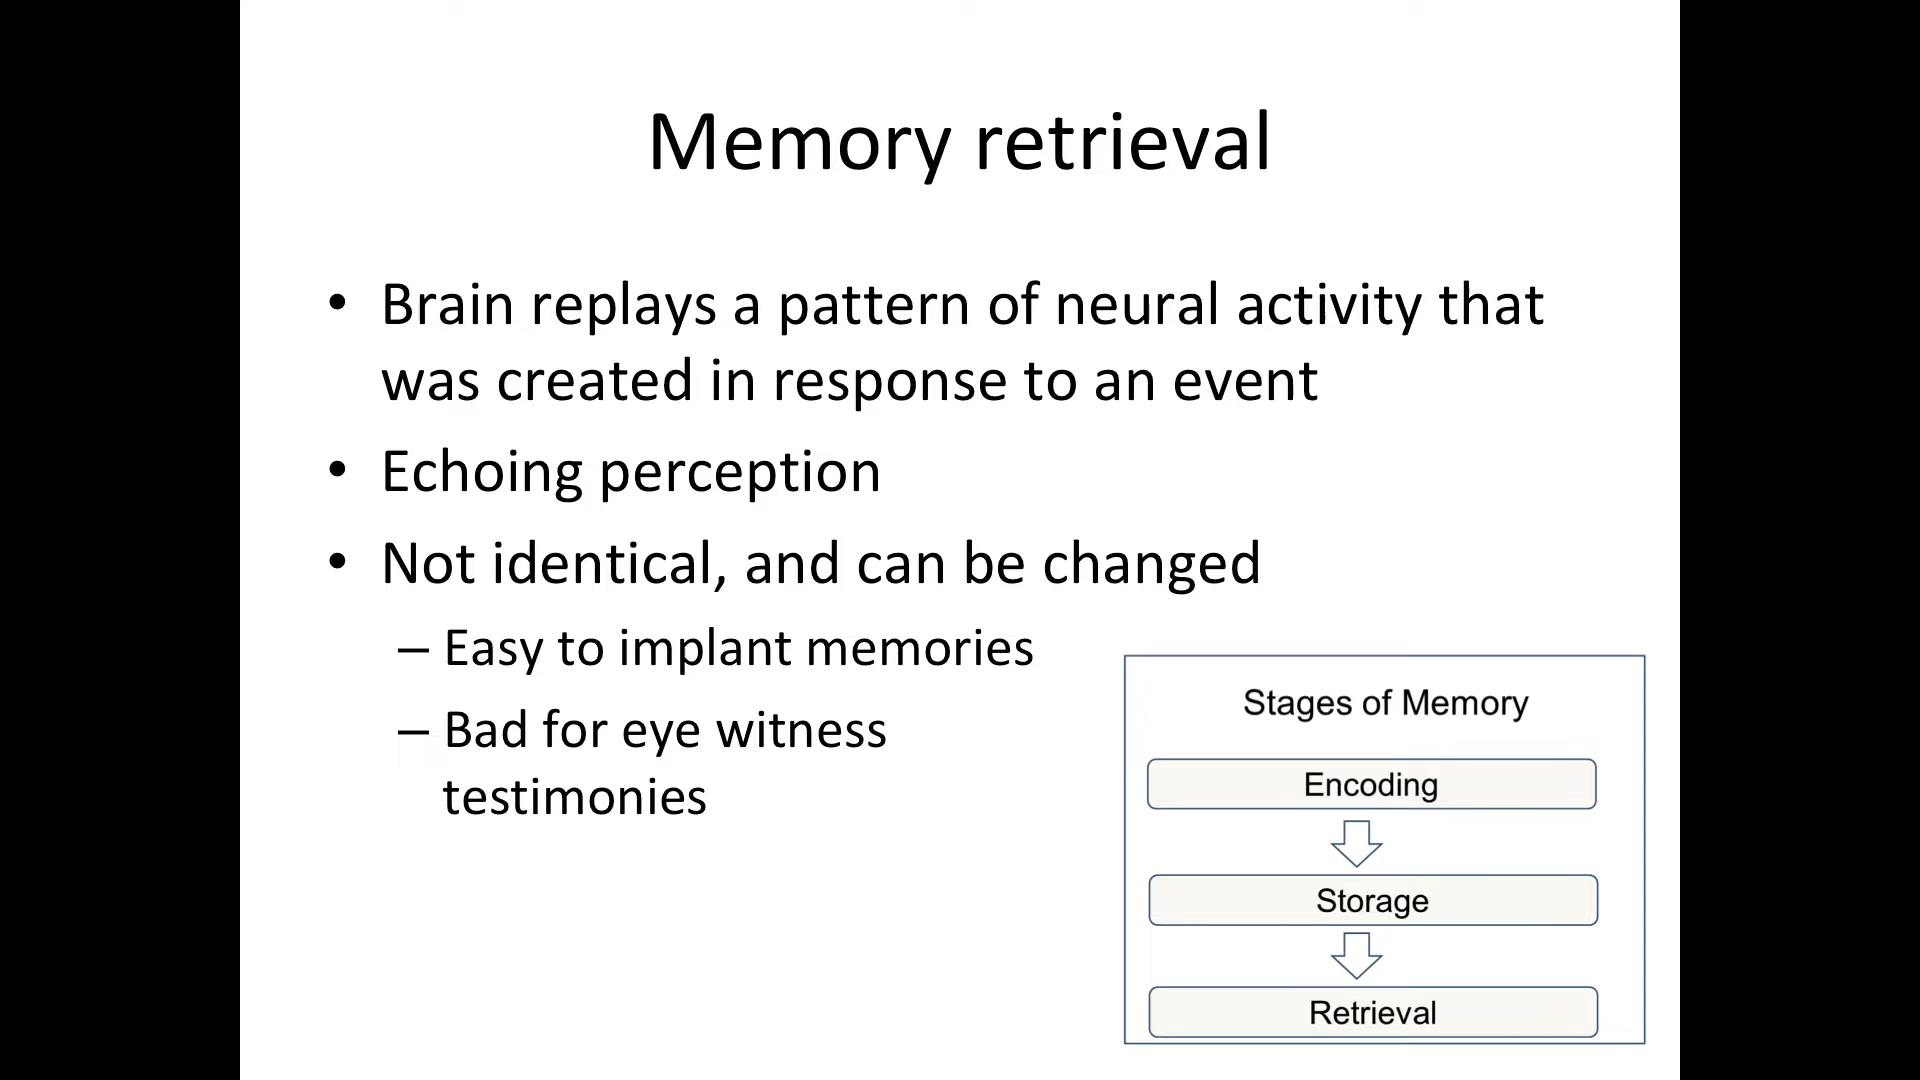 Memory retrieval
• Brain replays a pattern of neural activity that
was created in response to an event
• Echoing perception
• Not identical, and can be changed
– Easy to implant memories
– Bad for eye witness
testimonies
Stages of Memory
Encoding
Storage
Retrieval